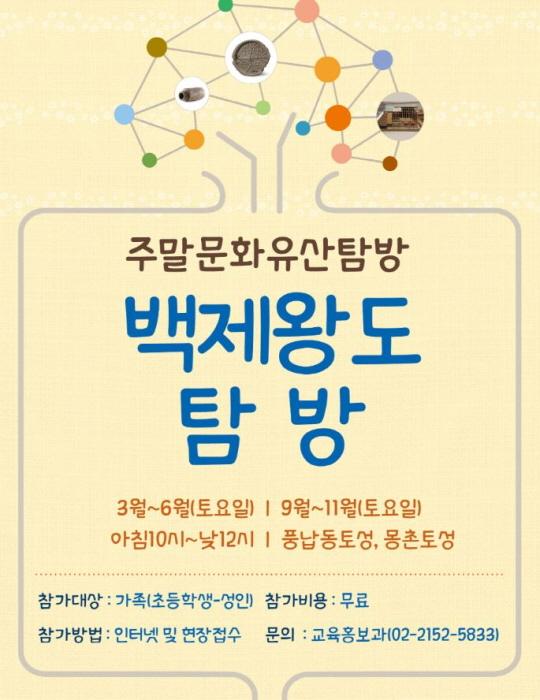 주말문화유산탐방
백제왕도
탐 방
3월~6월(토요일) | 9월~11월(토요일)
아침10시~낮12시 | 풍납동토성, 몽촌토성
참가대상 : 가족(초등학생-성인) 참가비용 : 무료
참가방법 : 인터넷 및 현장접수 문의 : 교육홍보과(02-2152-5833)